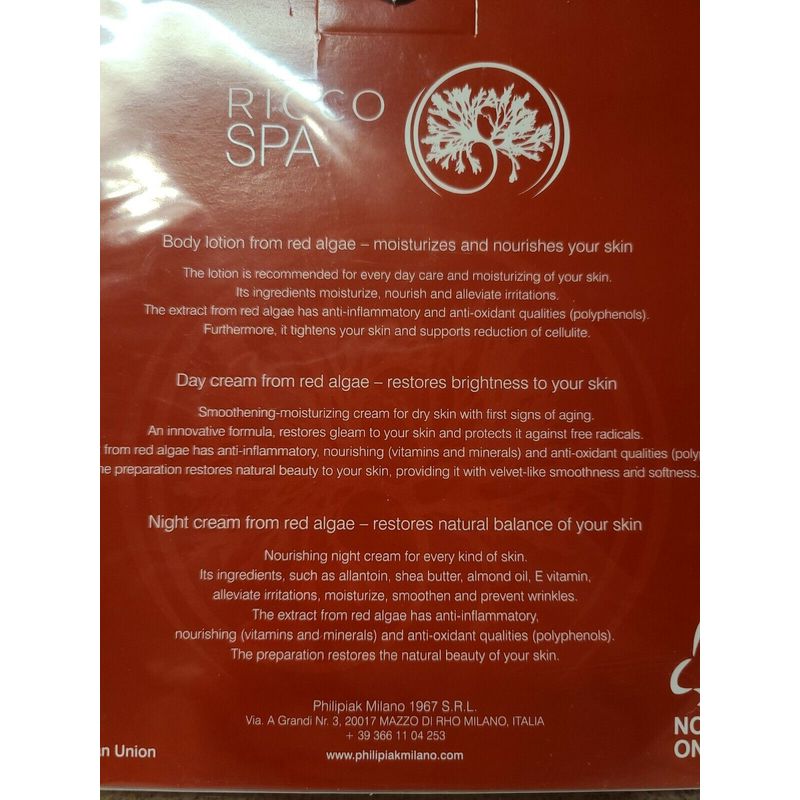 RICCO
SPA
Body lotion from red algae – moisturizes and nourishes your skin
The lotion is recommended for every day care and moisturizing of your skin.
Its ingredients moisturize, nourish and alleviate irritations.
The extract from red algae has anti-inflammatory and anti-oxidant qualities (polyphenols).
Furthermore, it tightens your skin and supports reduction of cellulite.
Day cream from red algae – restores brightness to your skin
Smoothening-moisturizing cream for dry skin with first signs of aging.
An innovative formula, restores gleam to your skin and protects it against free radicals.
from red algae has anti-inflammatory, nourishing (vitamins and minerals) and anti-oxidant qualities (poly
he preparation restores natural beauty to your skin, providing it with velvet-like smoothness and softness.
Night cream from red algae – restores natural balance of your skin
Nourishing night cream for every kind of skin.
Its ingredients, such as allantoin, shea butter, almond oil, E vitamin,
alleviate irritations, moisturize, smoothen and prevent wrinkles.
The extract from red algae has anti-inflammatory,
nourishing (vitamins and minerals) and anti-oxidant qualities (polyphenols).
The preparation restores the natural beauty of your skin.
Philipiak Milano 1967 S.R.L.
Via. A Grandi Nr. 3, 20017 MAZZO DI RHO MILANO, ITALIA
+ 39 366 11 04 253
www.philipiakmilano.com
an Union
NO
ON